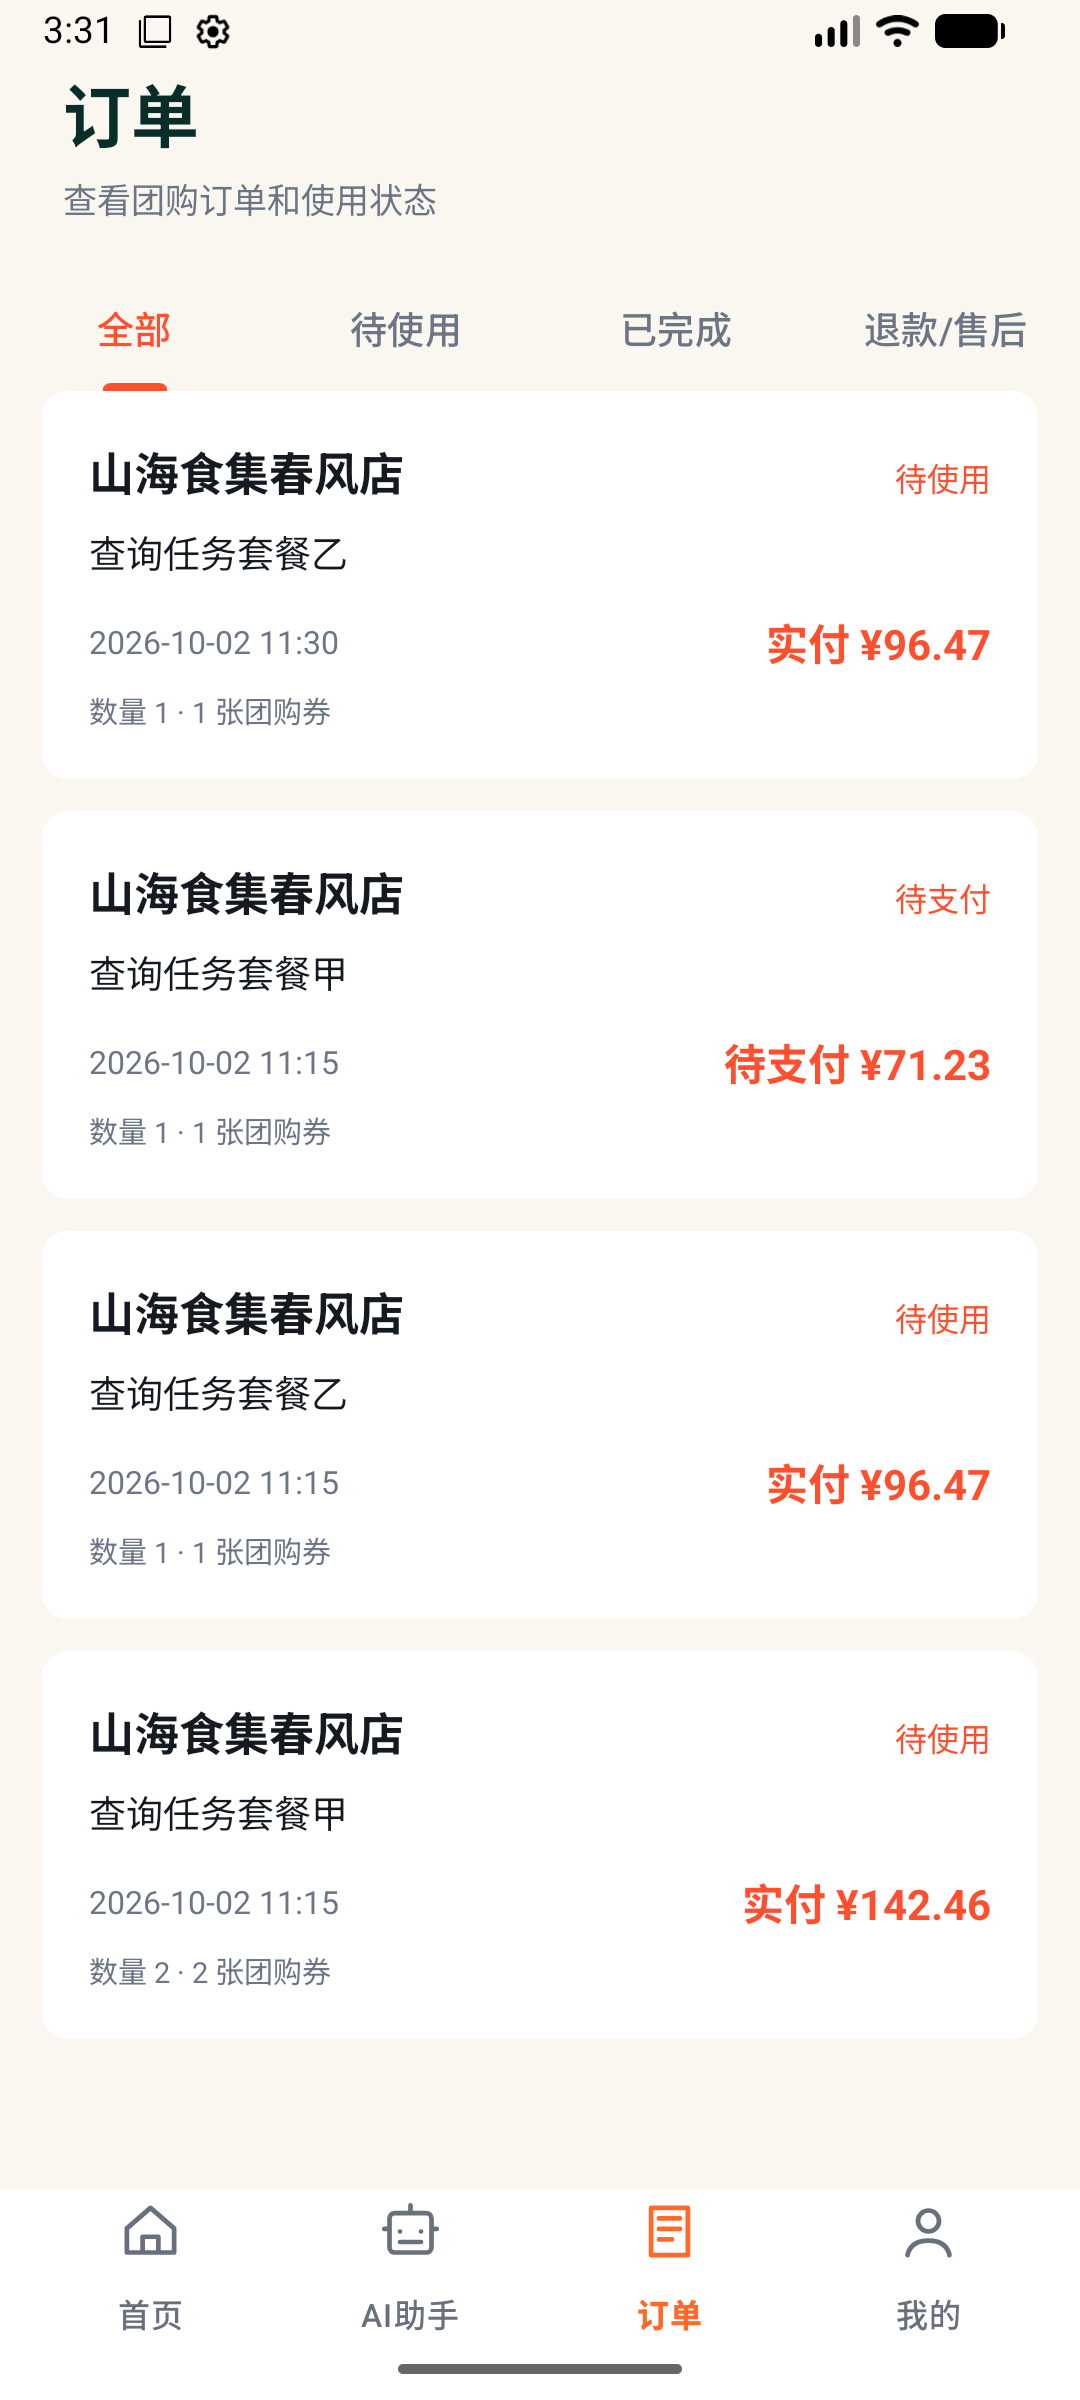 3:31
订单
查看团购订单和使用状态
全部 待使用 已完成 退款/售后
山海食集春风店 待使用
查询任务套餐乙
2026-10-02 11:30 实付 ¥96.47
数量 1 · 1 张团购券
山海食集春风店 待支付
查询任务套餐甲
2026-10-02 11:15 待支付 ¥71.23
数量 1 · 1 张团购券
山海食集春风店 待使用
查询任务套餐乙
2026-10-02 11:15 实付 ¥96.47
数量 1 · 1 张团购券
山海食集春风店 待使用
查询任务套餐甲
2026-10-02 11:15 实付 ¥142.46
数量 2 · 2 张团购券
首页 AI助手 订单 我的